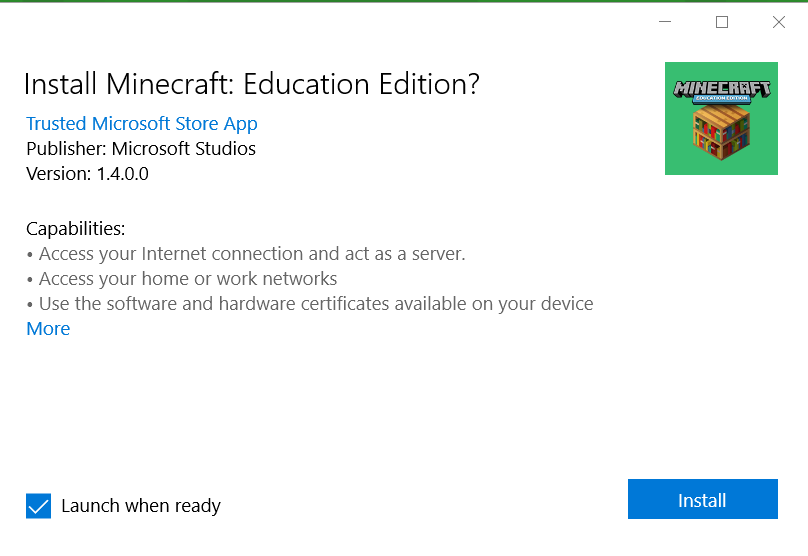 Install Minecraft: Education Edition?
MINECRAFT
EDUCATION EDITION
Trusted Microsoft Store App
Publisher: Microsoft Studios
Version: 1.4.0.0
Capabilities:
• Access your Internet connection and act as a server.
• Access your home or work networks
• Use the software and hardware certificates available on your device
More
Launch when ready
Install